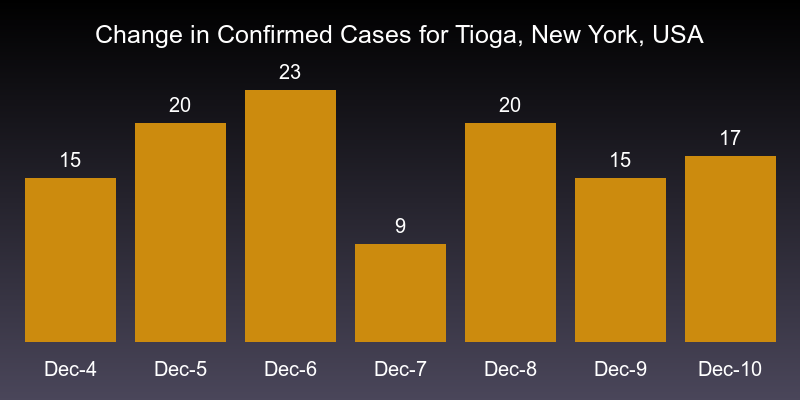 Change in Confirmed Cases for Tioga, New York, USA
15
20
23
9
20
15
17
Dec-4
Dec-5
Dec-6
Dec-7
Dec-8
Dec-9
Dec-10